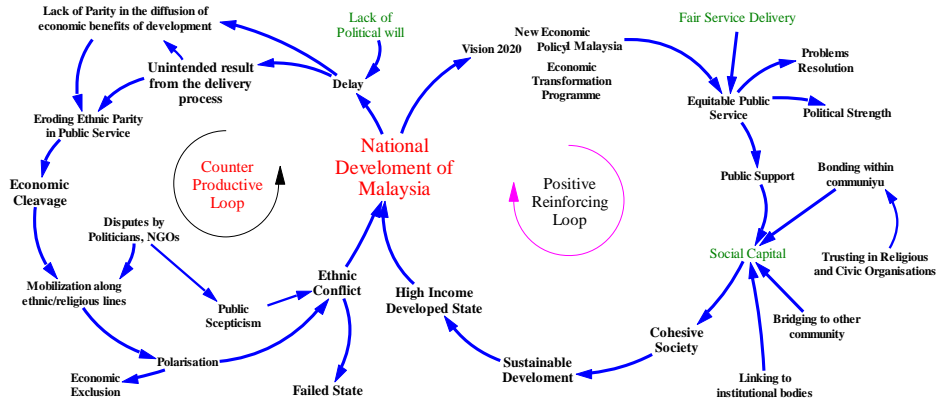 Lack of Parity in the diffusion of
economic benefits of development
Lack of
Political will
Unintended result
from the delivery
process
Delay
Eroding Ethnic Parity
in Public Service
Economic
Cleavage
Counter
Productive
Loop
Disputes by
Politicians, NGOs
Mobilization along
ethnic/religious lines
Public
Scepticism
Ethnic
Conflict
Polarisation
Economic
Exclusion
Failed State
National
Develoment of
Malaysia
Vision 2020
New Economic
Policy1 Malaysia
Economic
Transformation
Programme
Fair Service Delivery
Problems
Resolution
Equitable Public
Service
Political Strength
Public Support
Bonding within
communiyu
Positive
Reinforcing
Loop
Social Capital
Trusting in Religious
and Civic Organisations
High Income
Developed State
Bridging to other
community
Cohesive
Society
Sustainable
Develoment
Linking to
institutional bodies